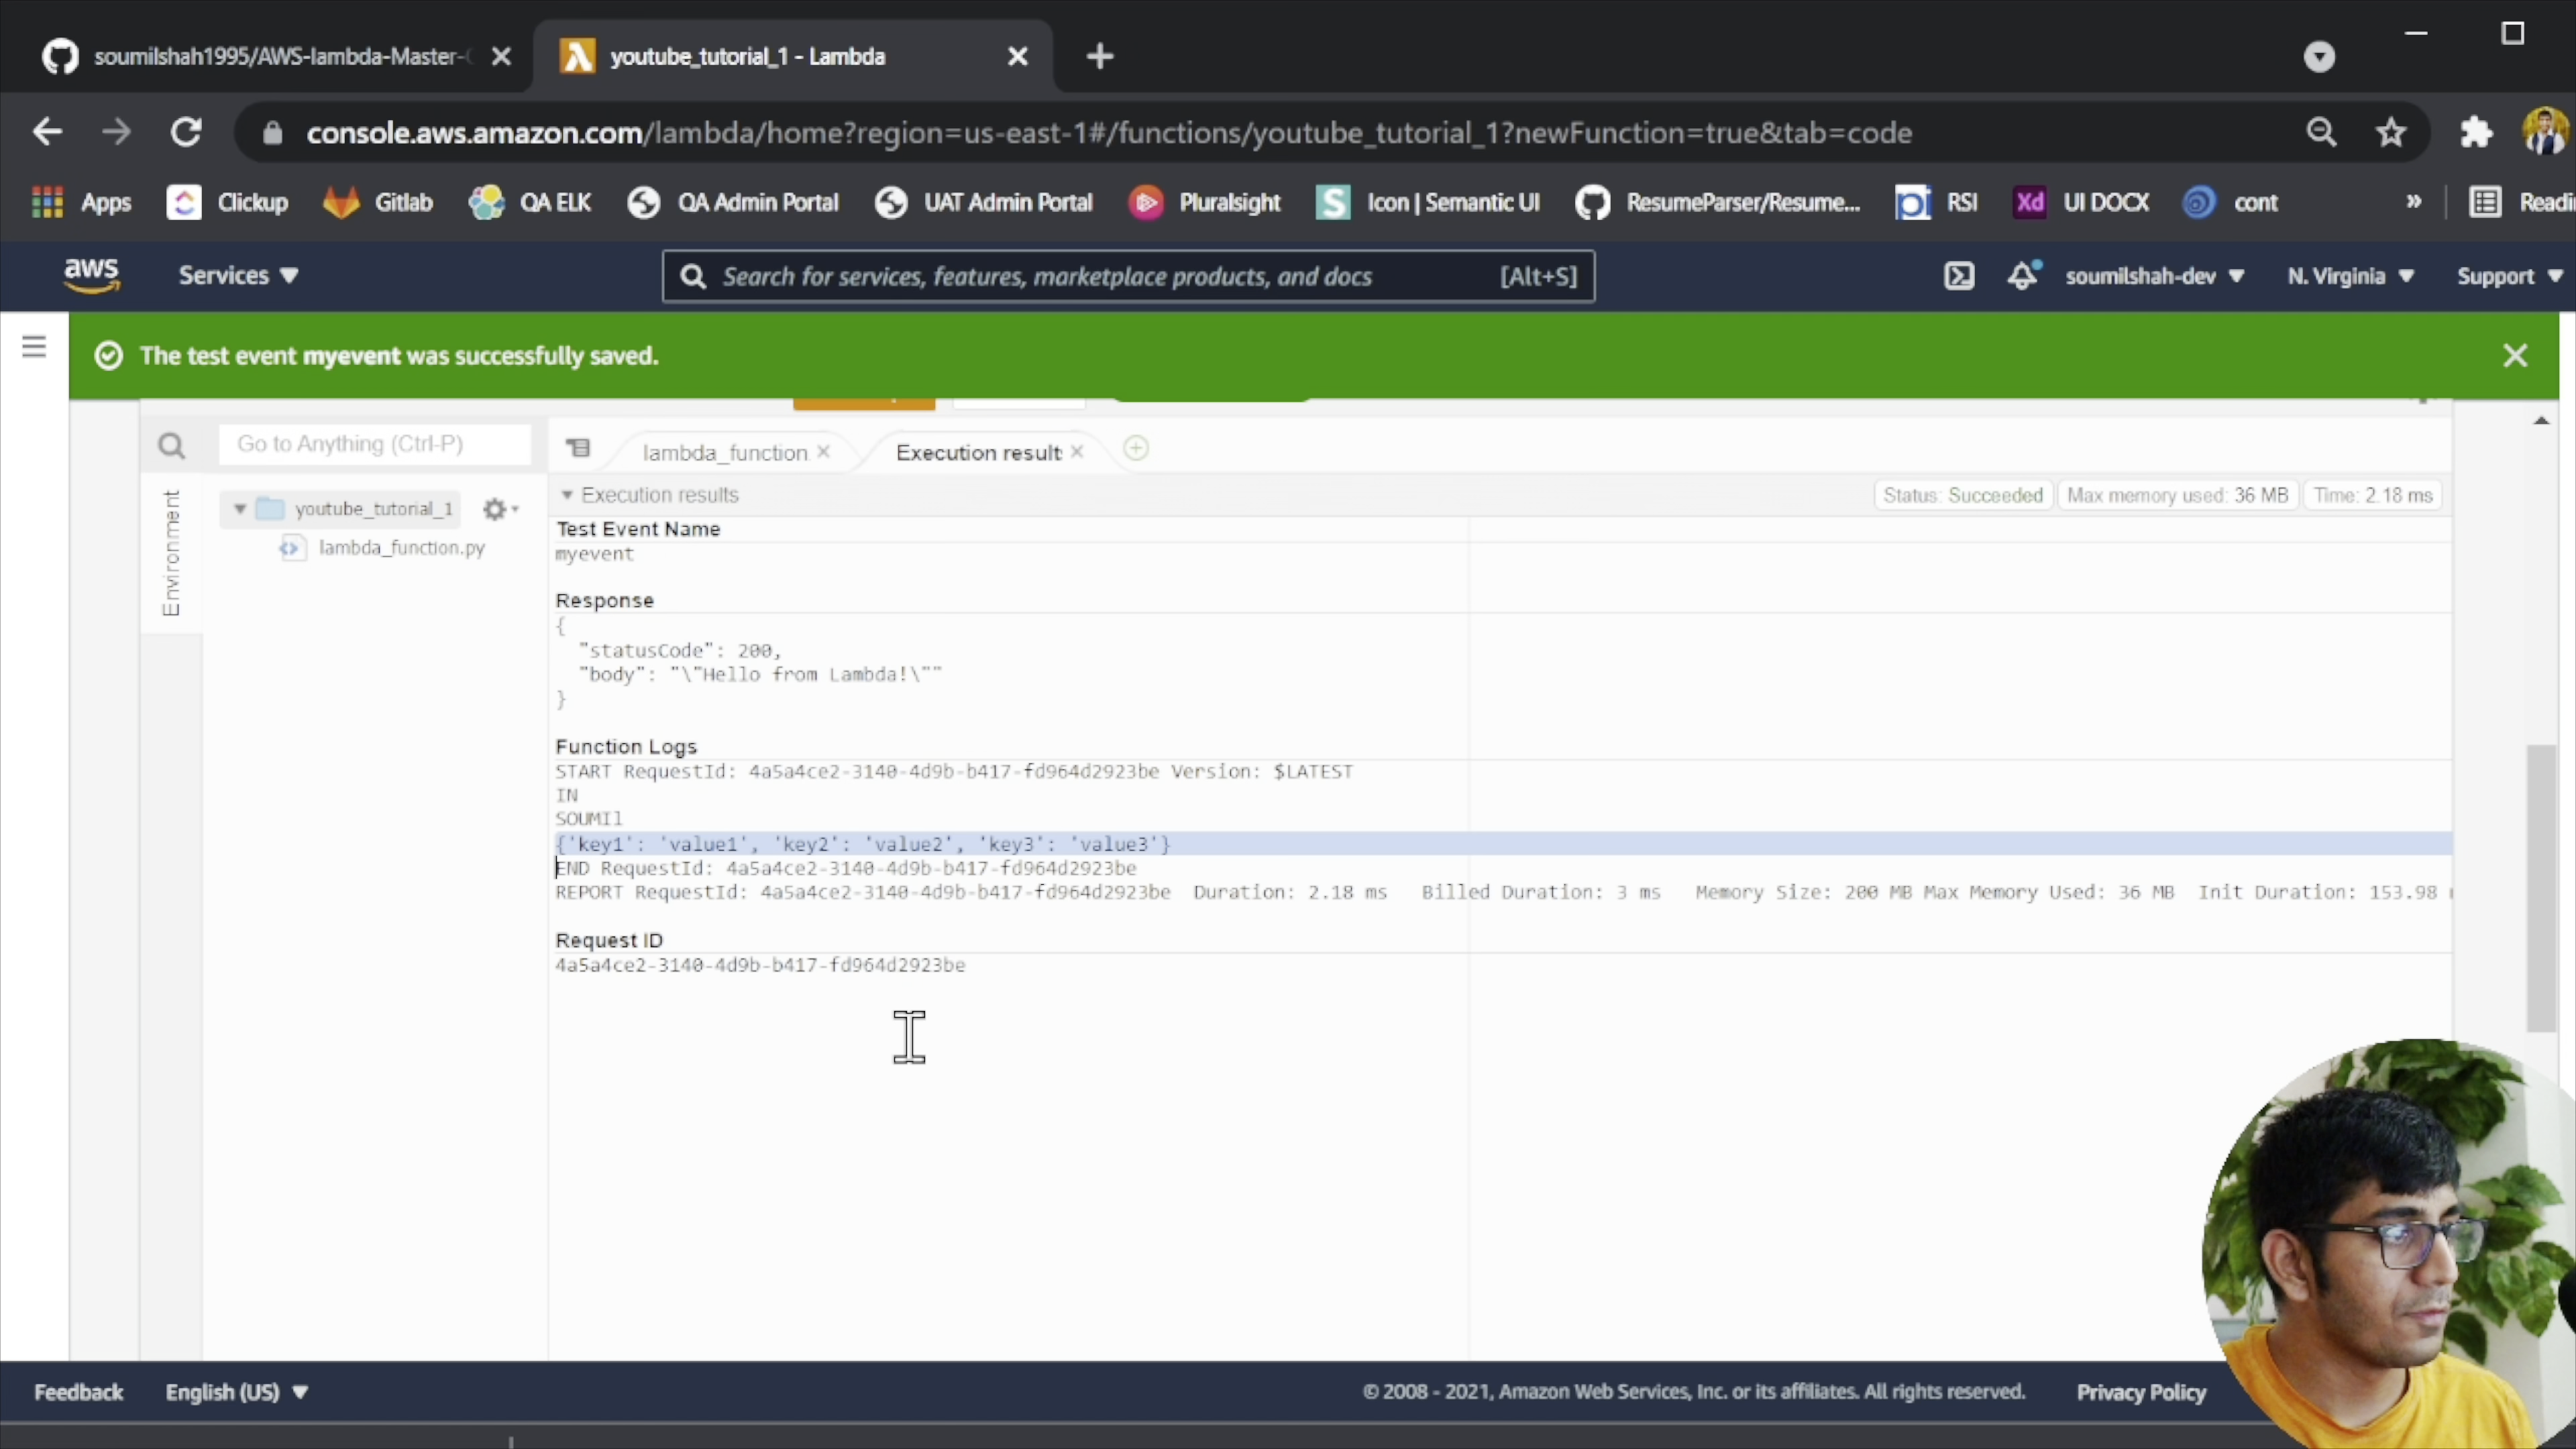 soumilshah1995/AWS-lambda-Master-
youtube_tutorial_1 - Lambda
console.aws.amazon.com/lambda/home?region=us-east-1#/functions/youtube_tutorial_1?newFunction=true&tab=code
Apps Clickup Gitlab QA ELK QA Admin Portal UAT Admin Portal Pluralsight Icon | Semantic UI ResumeParser/Resume... RSI Xd UI DOCX cont » Readi
aws Services Search for services, features, marketplace products, and docs [Alt+S] soumilshah-dev N. Virginia Support
The test event myevent was successfully saved.
Go to Anything (Ctrl-P) lambda_function Execution result
Environment
Execution results Status: Succeeded Max memory used: 36 MB Time: 2.18 ms
youtube_tutorial_1
lambda_function.py
Test Event Name
myevent
Response
{
"statusCode": 200,
"body": "\"Hello from Lambda!\""
}
Function Logs
START RequestId: 4a5a4ce2-3140-4d9b-b417-fd964d2923be Version: $LATEST
IN
SOUMIl
{'key1': 'value1', 'key2': 'value2', 'key3': 'value3'}
END RequestId: 4a5a4ce2-3140-4d9b-b417-fd964d2923be
REPORT RequestId: 4a5a4ce2-3140-4d9b-b417-fd964d2923be Duration: 2.18 ms Billed Duration: 3 ms Memory Size: 200 MB Max Memory Used: 36 MB Init Duration: 153.98
Request ID
4a5a4ce2-3140-4d9b-b417-fd964d2923be
Feedback English (US) © 2008 - 2021, Amazon Web Services, Inc. or its affiliates. All rights reserved. Privacy Policy